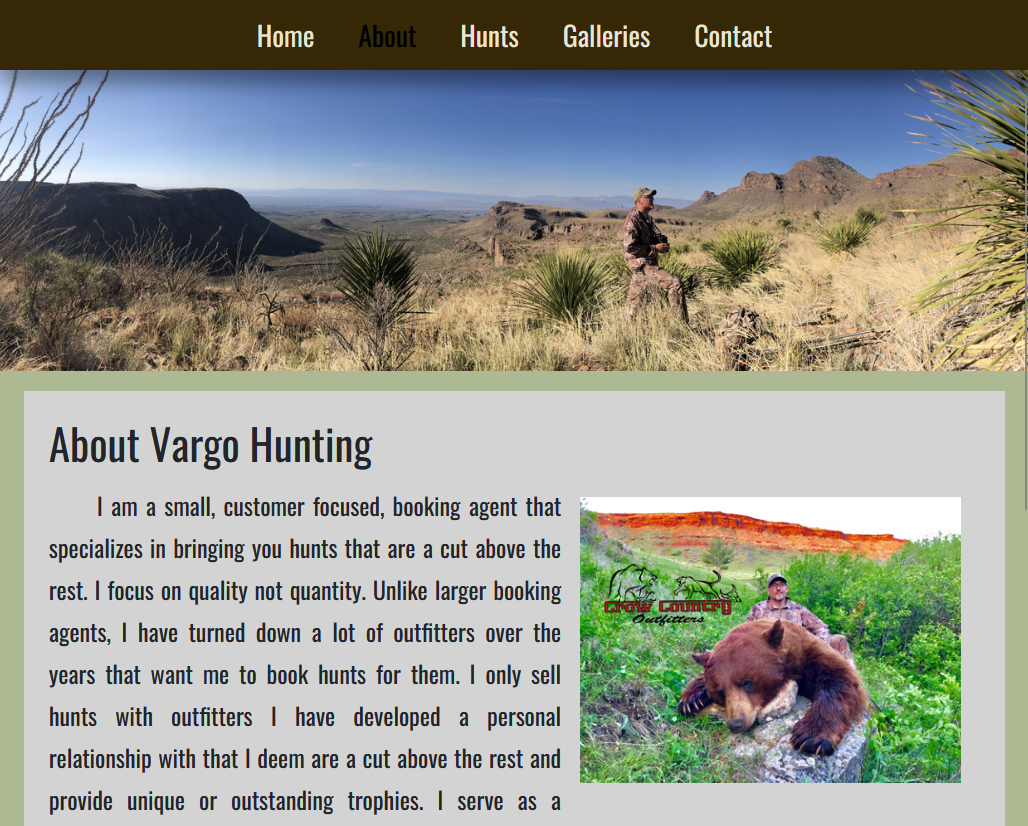 Home About Hunts Galleries Contact
About Vargo Hunting
I am a small, customer focused, booking agent that
specializes in bringing you hunts that are a cut above the
rest. I focus on quality not quantity. Unlike larger booking
agents, I have turned down a lot of outfitters over the
years that want me to book hunts for them. I only sell
hunts with outfitters I have developed a personal
relationship with that I deem are a cut above the rest and
provide unique or outstanding trophies. I serve as a
Crow Country
Outfitters